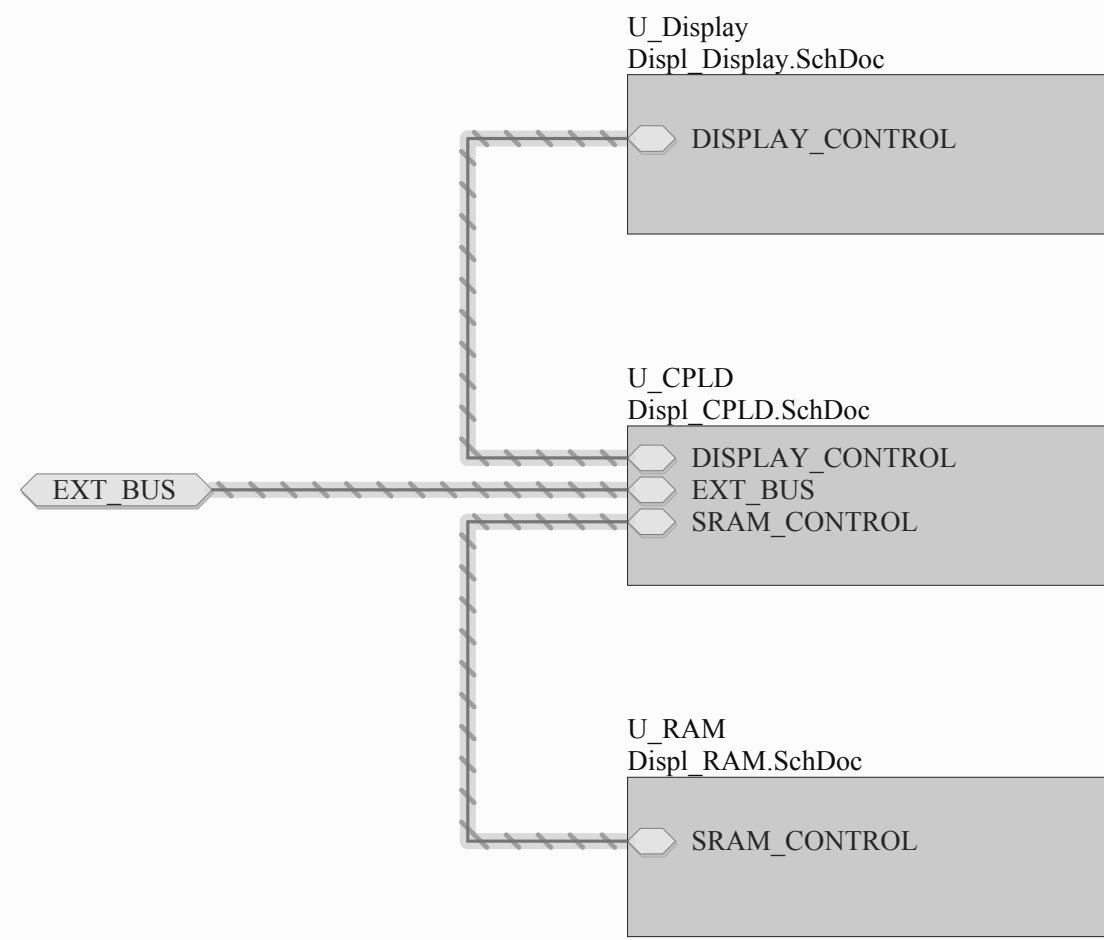 U_Display
Displ_Display.SchDoc
DISPLAY_CONTROL
U_CPLD
Displ_CPLD.SchDoc
DISPLAY_CONTROL
EXT_BUS
EXT_BUS
SRAM_CONTROL
U_RAM
Displ_RAM.SchDoc
SRAM_CONTROL